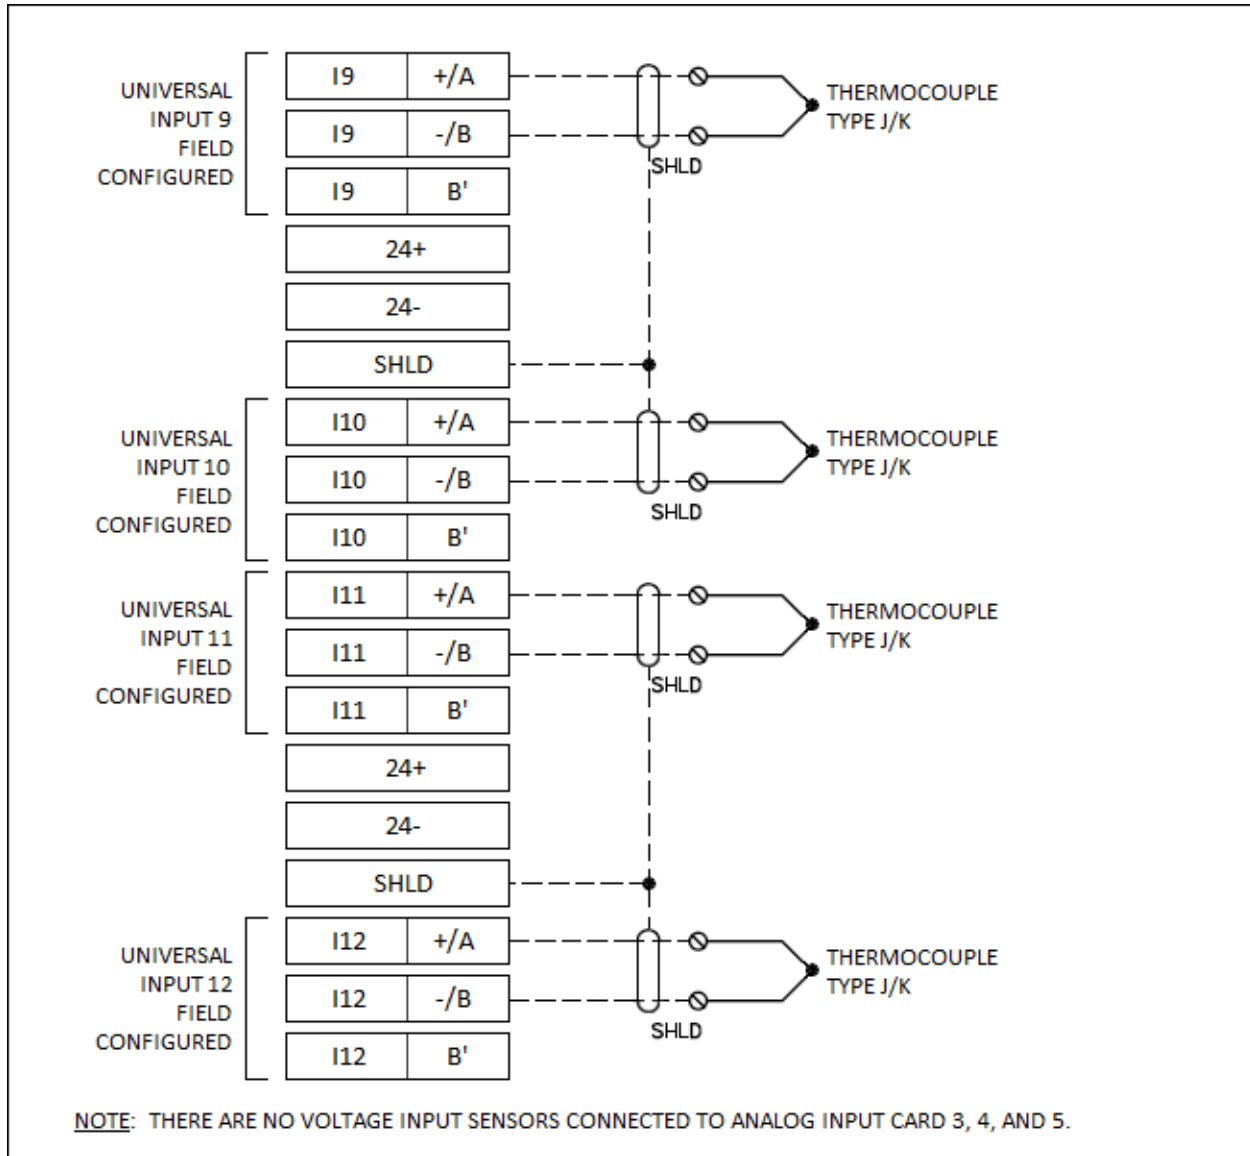 UNIVERSAL
INPUT 9
FIELD
CONFIGURED
I9 +/A
I9 -/B
I9 B'
SHLD
THERMOCOUPLE
TYPE J/K
24+
24-
SHLD
UNIVERSAL
INPUT 10
FIELD
CONFIGURED
I10 +/A
I10 -/B
I10 B'
SHLD
THERMOCOUPLE
TYPE J/K
UNIVERSAL
INPUT 11
FIELD
CONFIGURED
I11 +/A
I11 -/B
I11 B'
SHLD
THERMOCOUPLE
TYPE J/K
24+
24-
SHLD
UNIVERSAL
INPUT 12
FIELD
CONFIGURED
I12 +/A
I12 -/B
I12 B'
SHLD
THERMOCOUPLE
TYPE J/K
NOTE: THERE ARE NO VOLTAGE INPUT SENSORS CONNECTED TO ANALOG INPUT CARD 3, 4, AND 5.